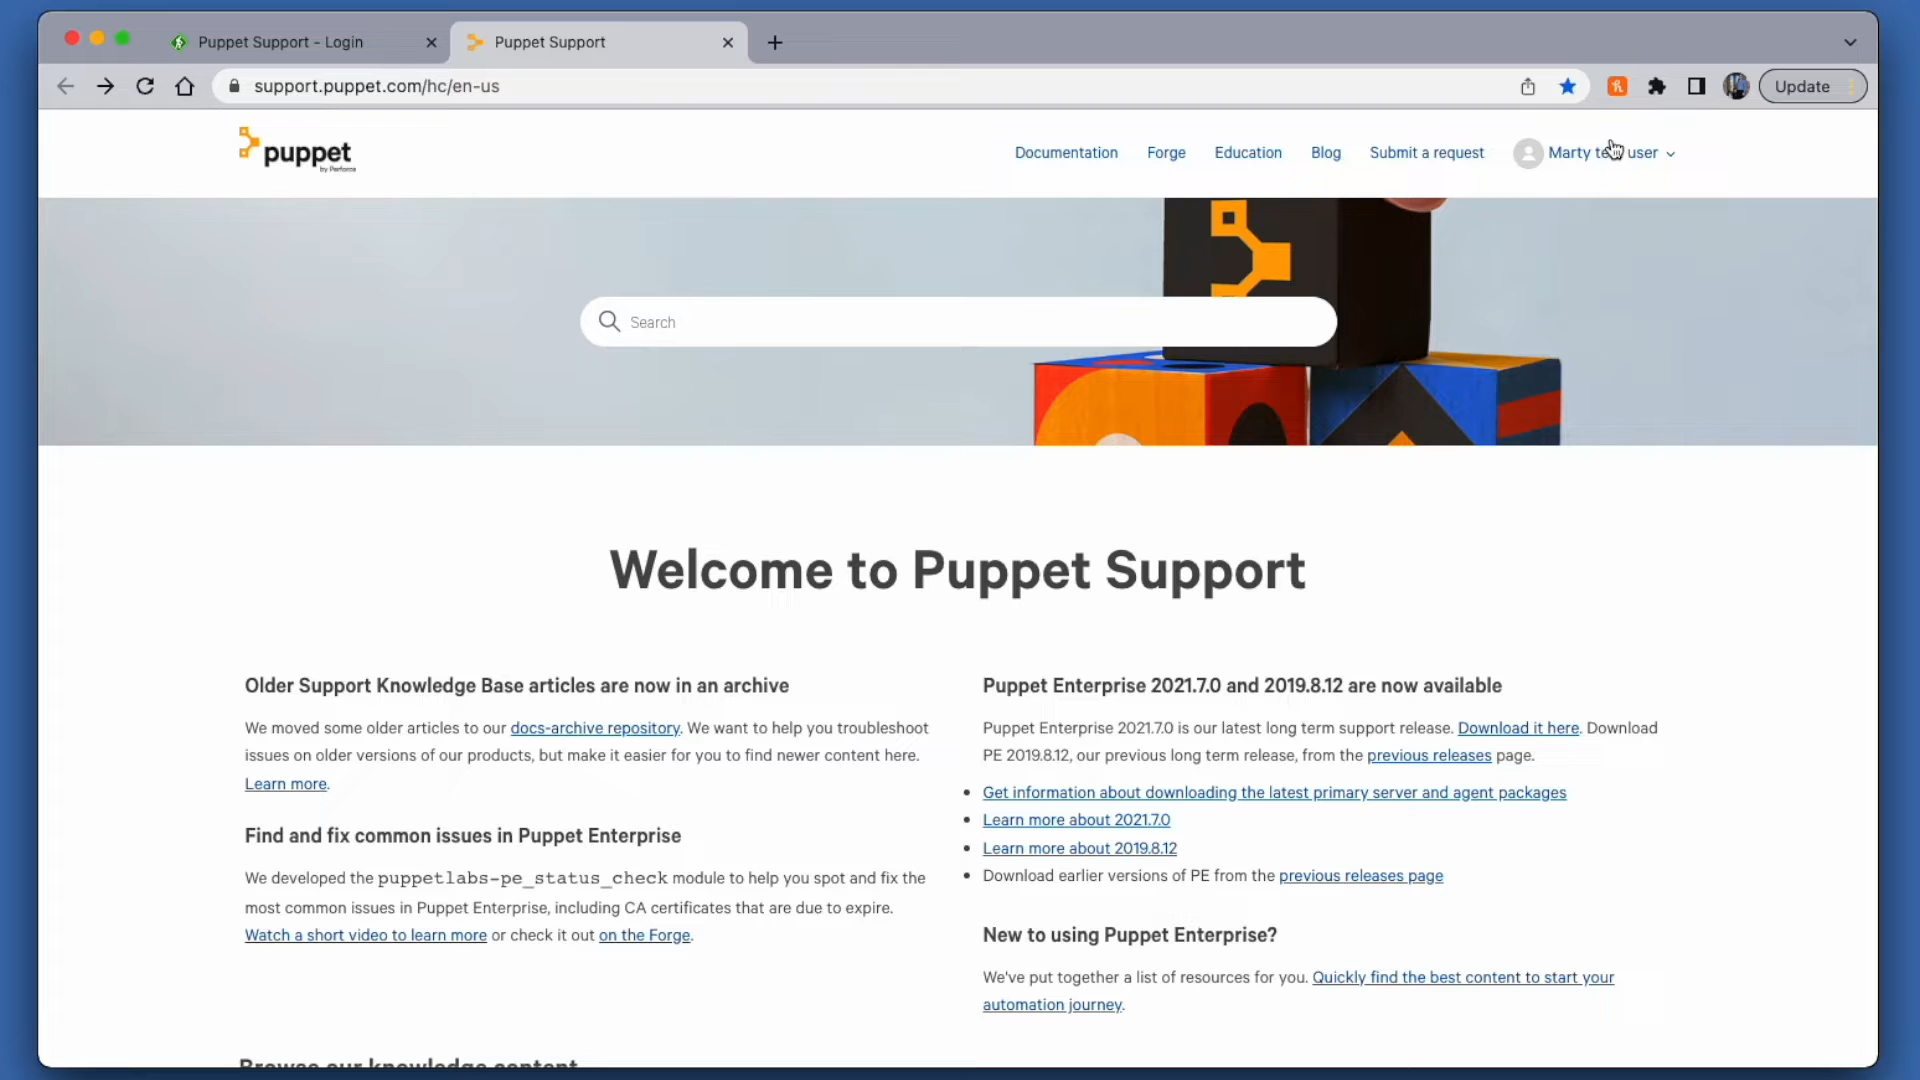 Puppet Support - Login
Puppet Support
support.puppet.com/hc/en-us
Update
puppet
by Perforce
Documentation
Forge
Education
Blog
Submit a request
Marty te user
Search
Welcome to Puppet Support
Older Support Knowledge Base articles are now in an archive
We moved some older articles to our docs-archive repository. We want to help you troubleshoot
issues on older versions of our products, but make it easier for you to find newer content here.
Learn more.
Find and fix common issues in Puppet Enterprise
We developed the puppetlabs-pe_status_check module to help you spot and fix the
most common issues in Puppet Enterprise, including CA certificates that are due to expire.
Watch a short video to learn more or check it out on the Forge.
Puppet Enterprise 2021.7.0 and 2019.8.12 are now available
Puppet Enterprise 2021.7.0 is our latest long term support release. Download it here. Download
PE 2019.8.12, our previous long term release, from the previous releases page.
Get information about downloading the latest primary server and agent packages
Learn more about 2021.7.0
Learn more about 2019.8.12
Download earlier versions of PE from the previous releases page
New to using Puppet Enterprise?
We've put together a list of resources for you. Quickly find the best content to start your
automation journey.
Browse our knowledge content